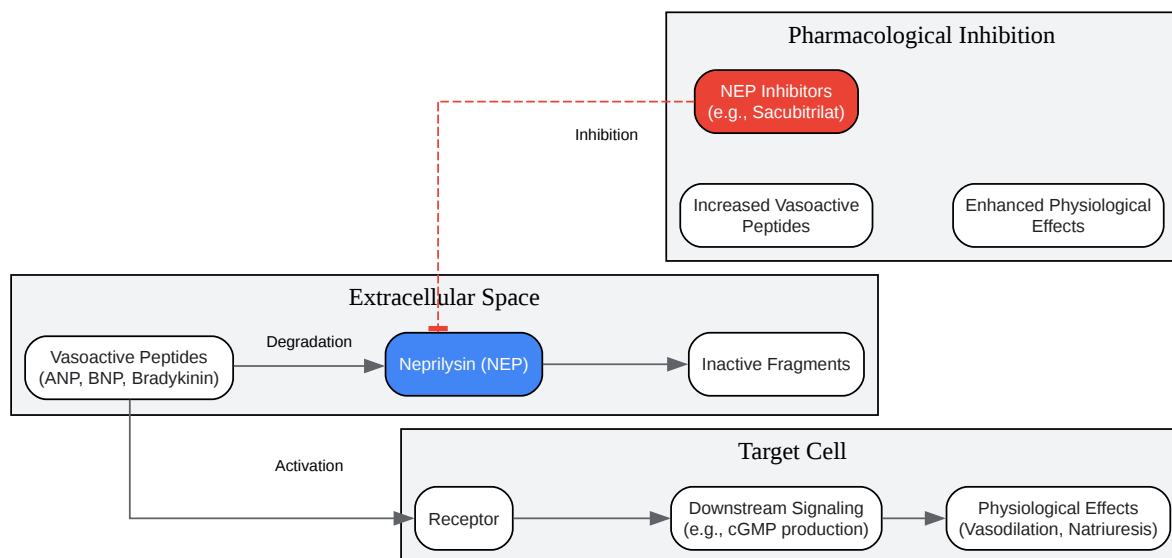 Pharmacological Inhibition
NEP Inhibitors
(e.g., Sacubitrilat)
Inhibition
Increased Vasoactive
Peptides
Enhanced Physiological
Effects
Extracellular Space
Vasoactive Peptides
(ANP, BNP, Bradykinin)
Degradation
Neprilysin (NEP)
Inactive Fragments
Activation
Target Cell
Receptor
Downstream Signaling
(e.g., cGMP production)
Physiological Effects
(Vasodilation, Natriuresis)